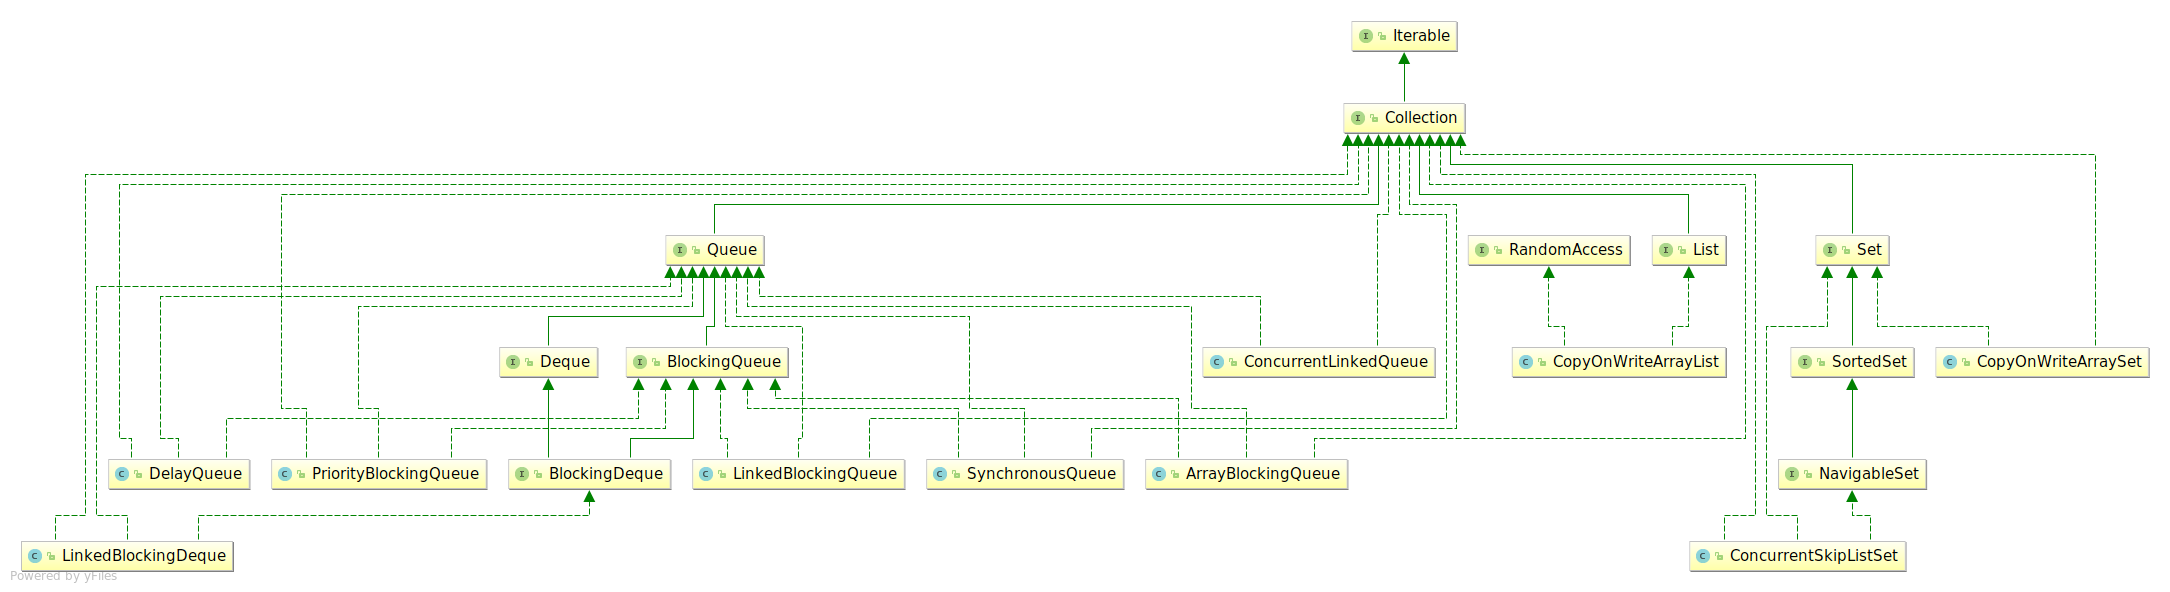 Iterable
Collection
Queue
RandomAccess
List
Set
Deque
BlockingQueue
ConcurrentLinkedQueue
CopyOnWriteArrayList
SortedSet
CopyOnWriteArraySet
DelayQueue
PriorityBlockingQueue
BlockingDeque
LinkedBlockingQueue
SynchronousQueue
ArrayBlockingQueue
NavigableSet
LinkedBlockingDeque
ConcurrentSkipListSet
Powered by yFiles